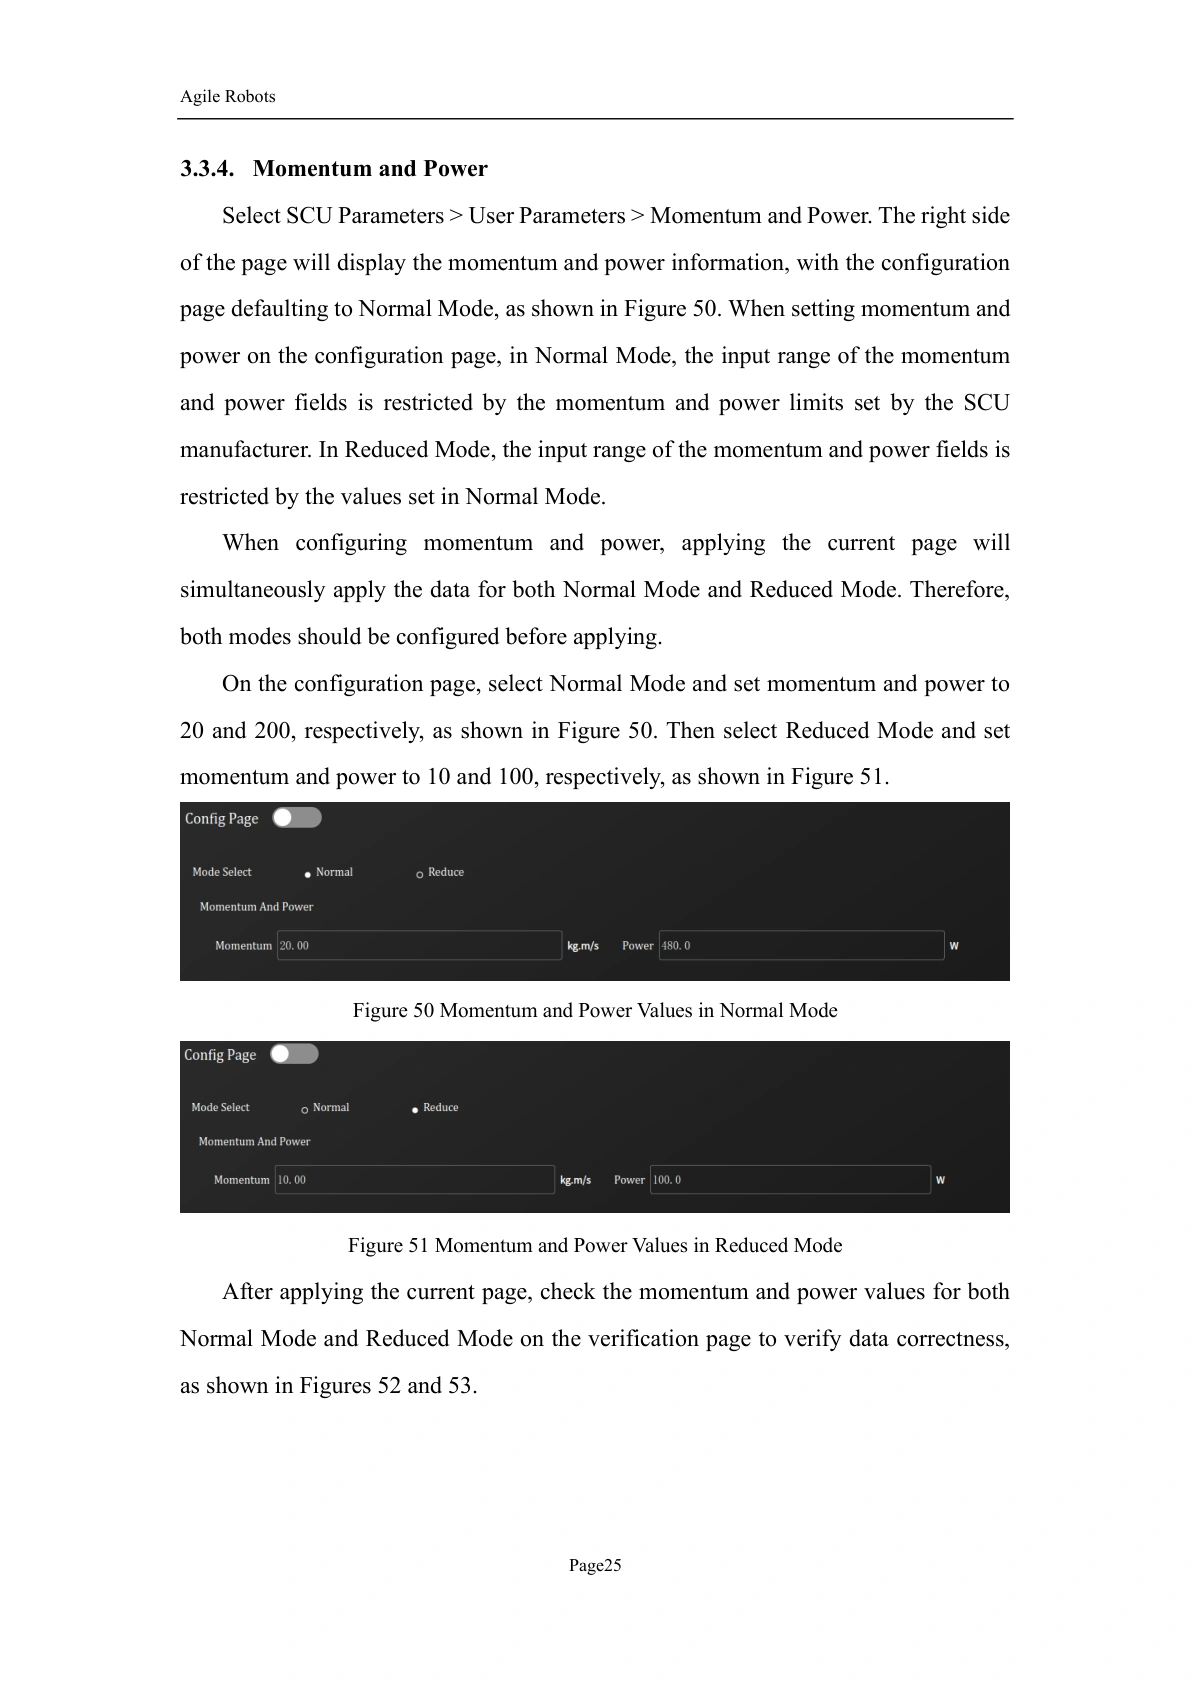 Agile Robots
3.3.4. Momentum and Power
Select SCU Parameters > User Parameters > Momentum and Power. The right side
of the page will display the momentum and power information, with the configuration
page defaulting to Normal Mode, as shown in Figure 50. When setting momentum and
power on the configuration page, in Normal Mode, the input range of the momentum
and power fields is restricted by the momentum and power limits set by the SCU
manufacturer. In Reduced Mode, the input range of the momentum and power fields is
restricted by the values set in Normal Mode.
When configuring momentum and power, applying the current page will
simultaneously apply the data for both Normal Mode and Reduced Mode. Therefore,
both modes should be configured before applying.
On the configuration page, select Normal Mode and set momentum and power to
20 and 200, respectively, as shown in Figure 50. Then select Reduced Mode and set
momentum and power to 10 and 100, respectively, as shown in Figure 51.
Config Page
Mode Select Normal Reduce
Momentum And Power
Momentum 20.00 kg.m/s Power 480.0 W
Figure 50 Momentum and Power Values in Normal Mode
Config Page
Mode Select Normal Reduce
Momentum And Power
Momentum 10.00 kg.m/s Power 100.0 W
Figure 51 Momentum and Power Values in Reduced Mode
After applying the current page, check the momentum and power values for both
Normal Mode and Reduced Mode on the verification page to verify data correctness,
as shown in Figures 52 and 53.
Page25